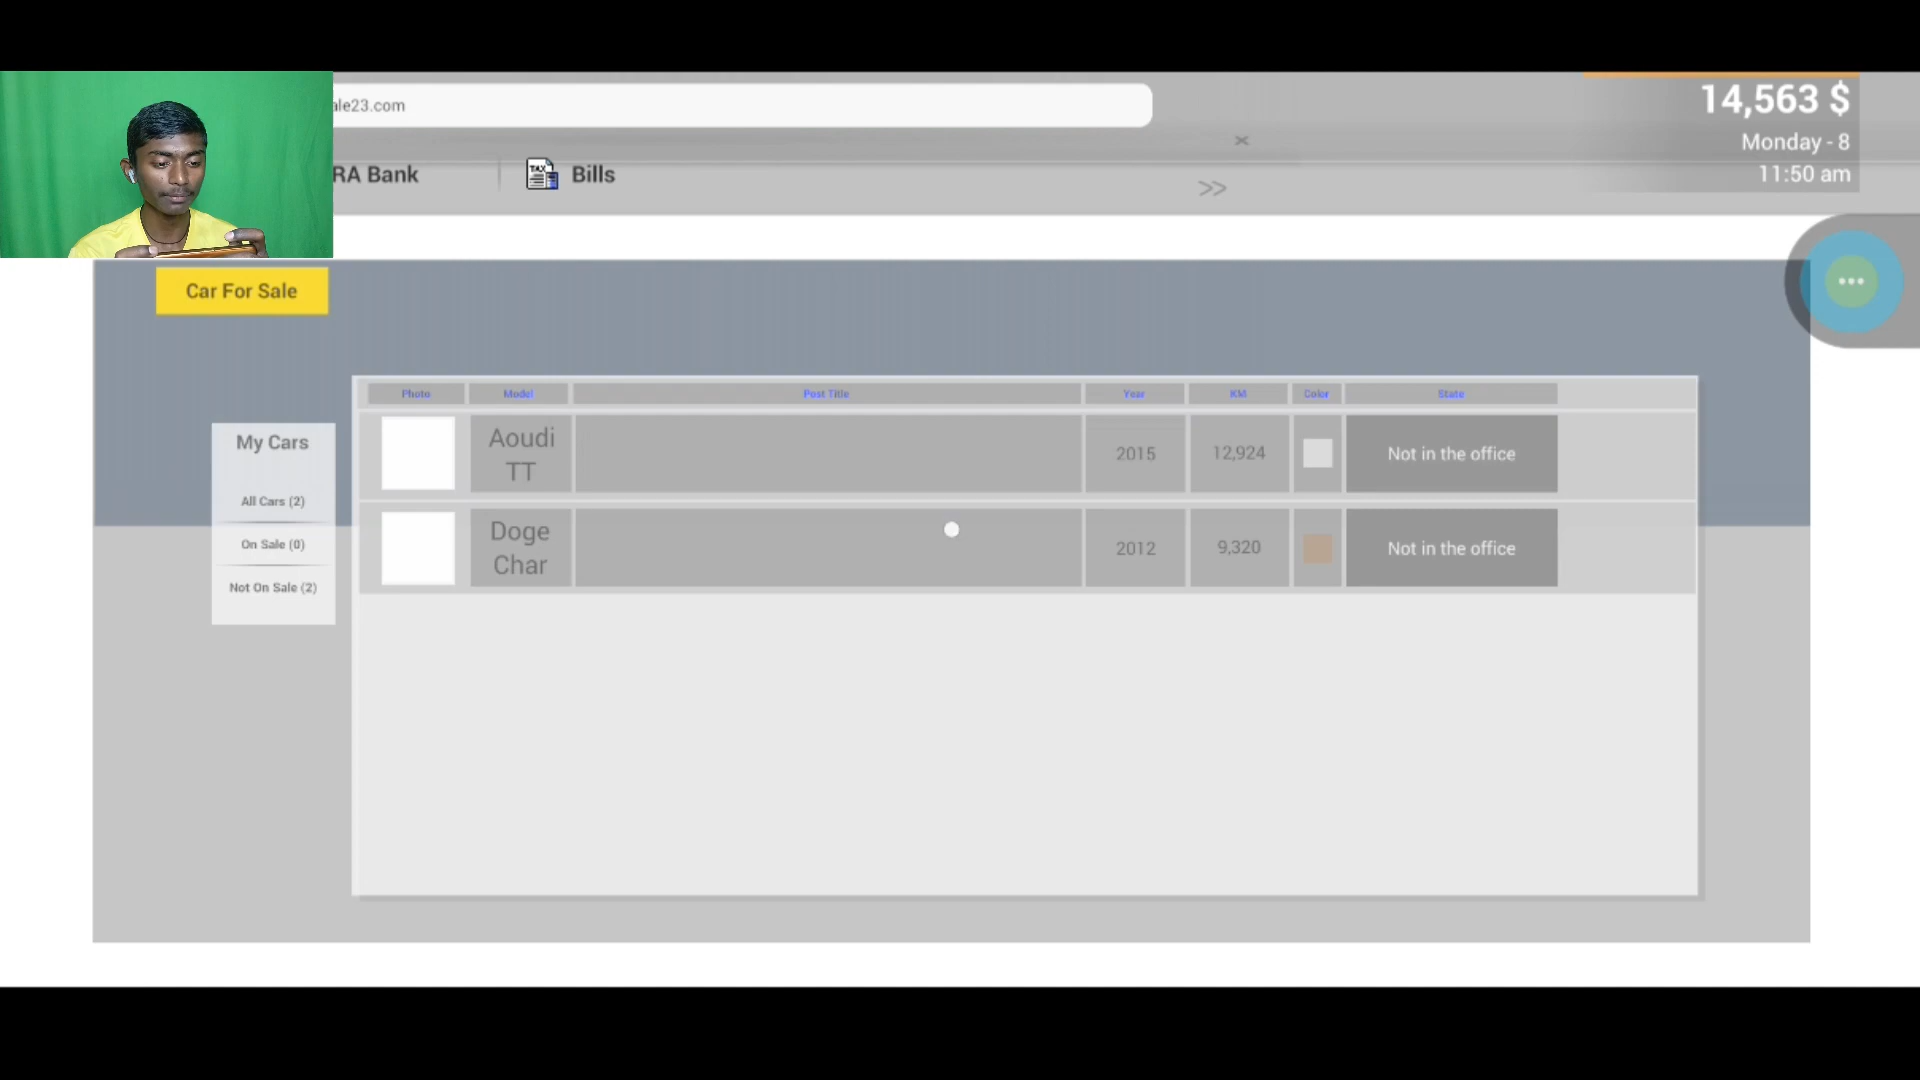 ale23.com
14,563 $
Monday - 8
11:50 am
RA Bank
TAX
Bills
>>
Car For Sale
Photo Model Post Title Year KM Color State
My Cars
All Cars (2)
On Sale (0)
Not On Sale (2)
Aoudi
TT
2015 12,924 Not in the office
Doge
Char
2012 9,320 Not in the office